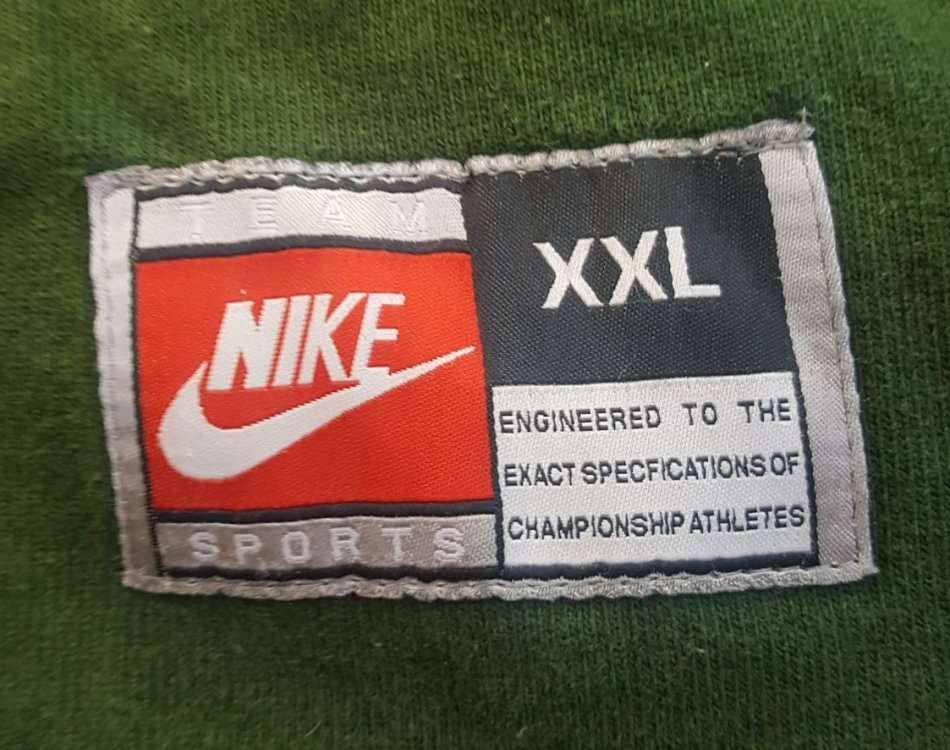 TEAM
NIKE
SPORTS
XXL
ENGINEERED TO THE
EXACT SPECFICATIONS OF
CHAMPIONSHIP ATHLETES